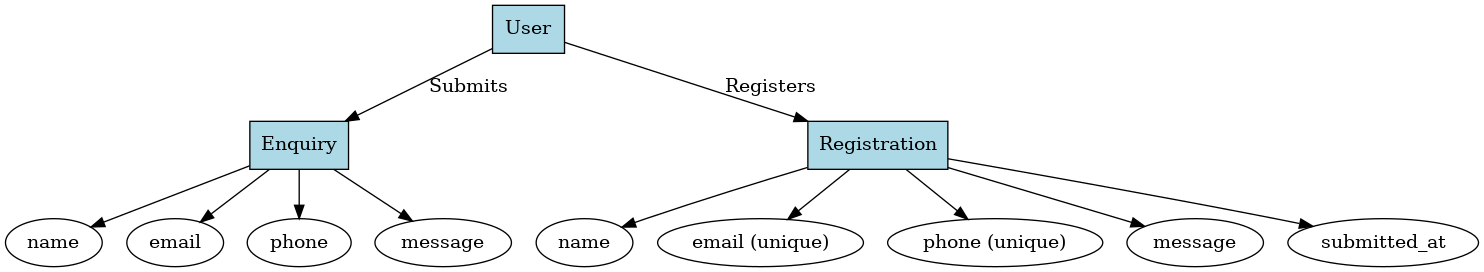 User
Submits
Registers
Enquiry
Registration
name
email
phone
message
name
email (unique)
phone (unique)
message
submitted_at